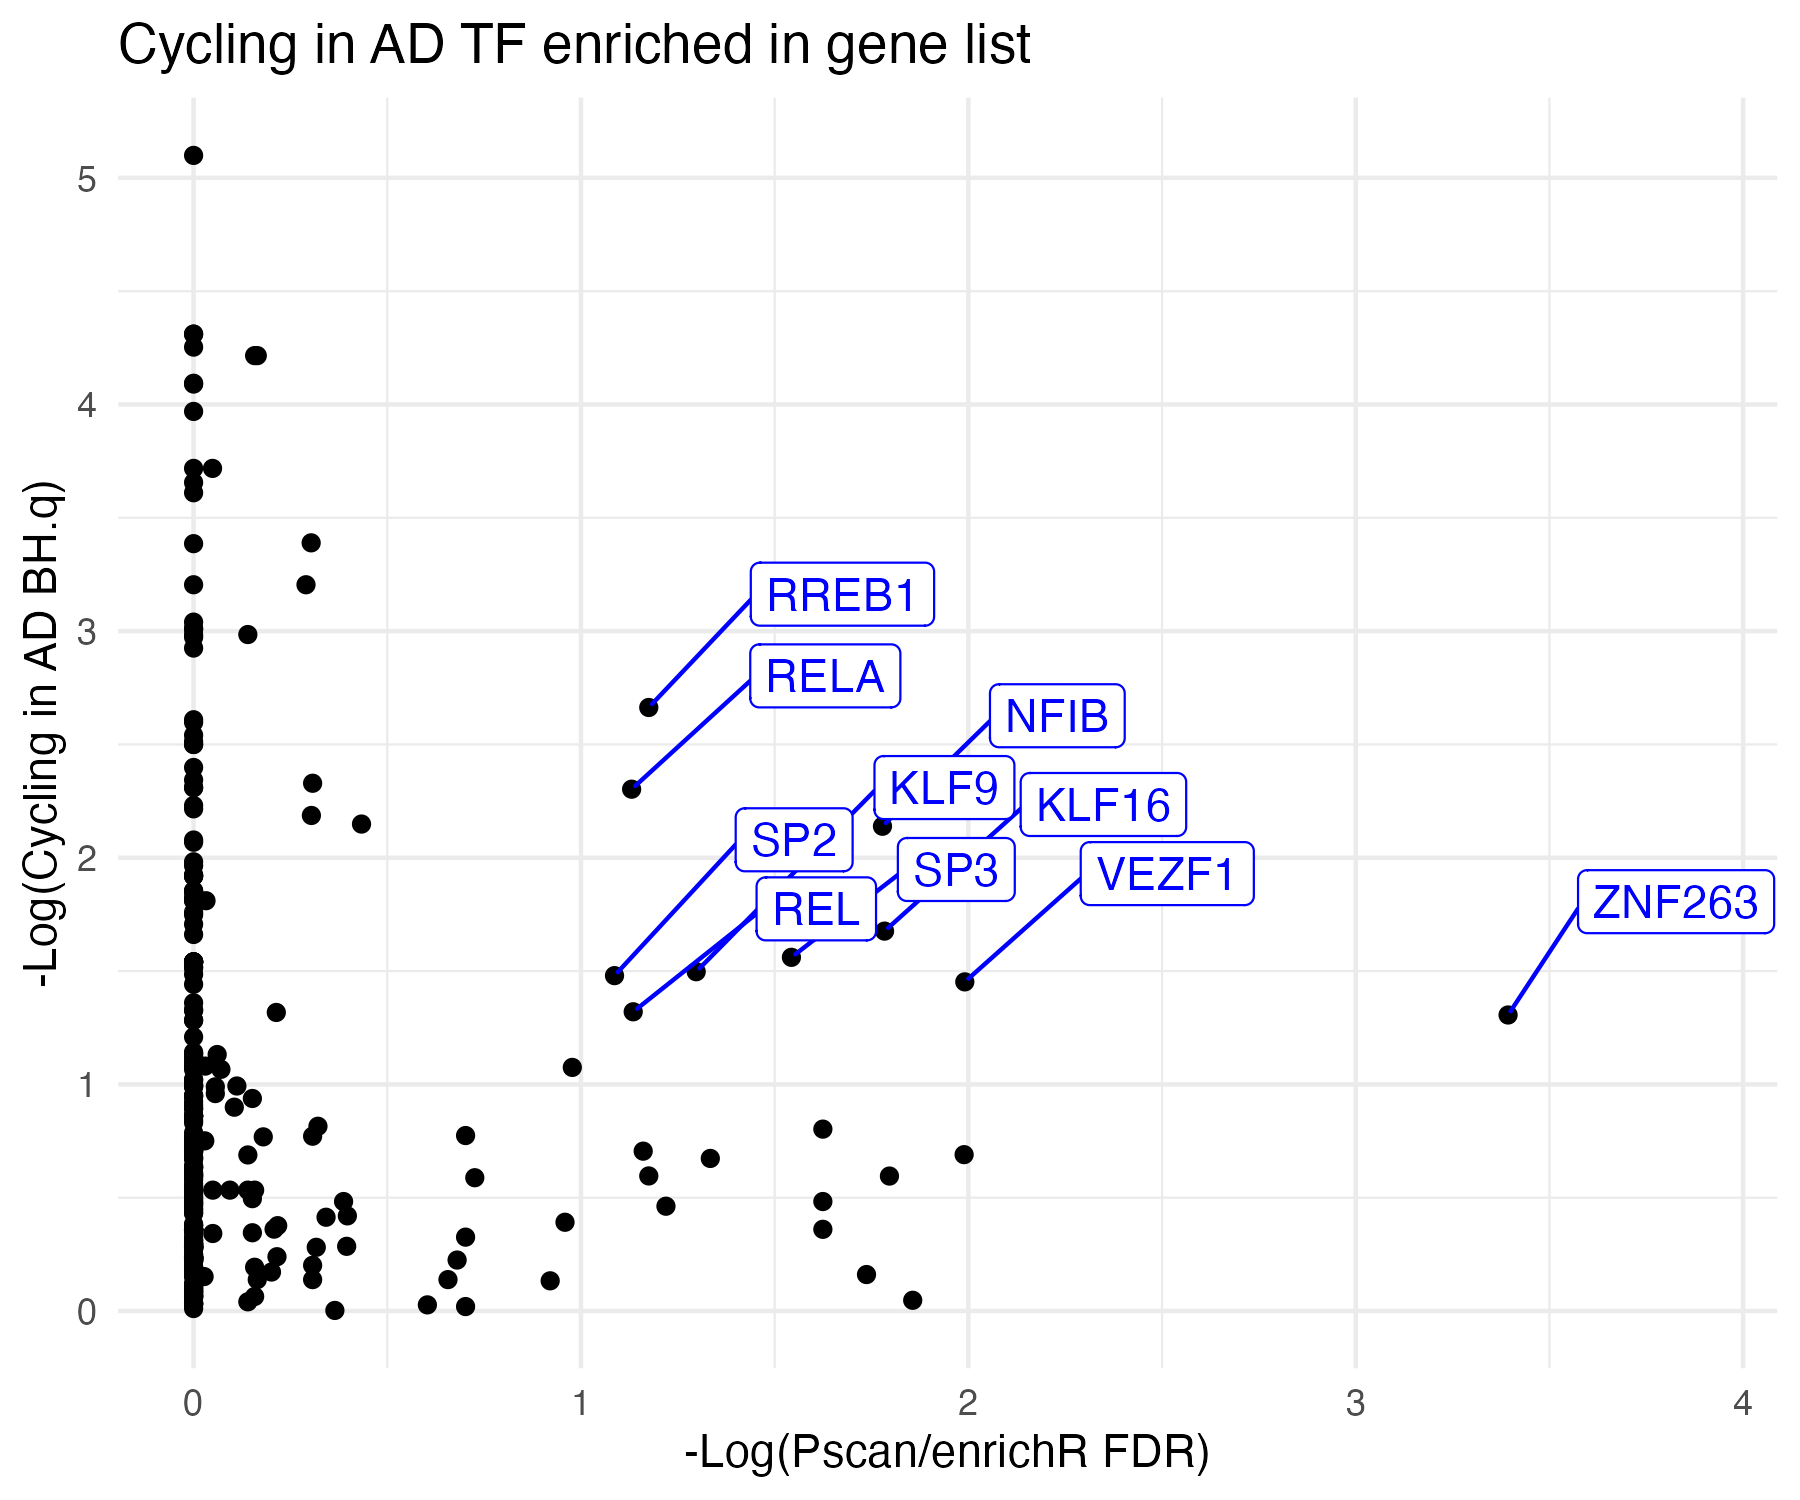 Cycling in AD TF enriched in gene list
-Log(Cycling in AD BH.q)
5
4
3
2
1
0
RREB1
RELA
NFIB
KLF9
KLF16
SP2
SP3
VEZF1
REL
ZNF263
0
1
2
3
4
-Log(Pscan/enrichR FDR)